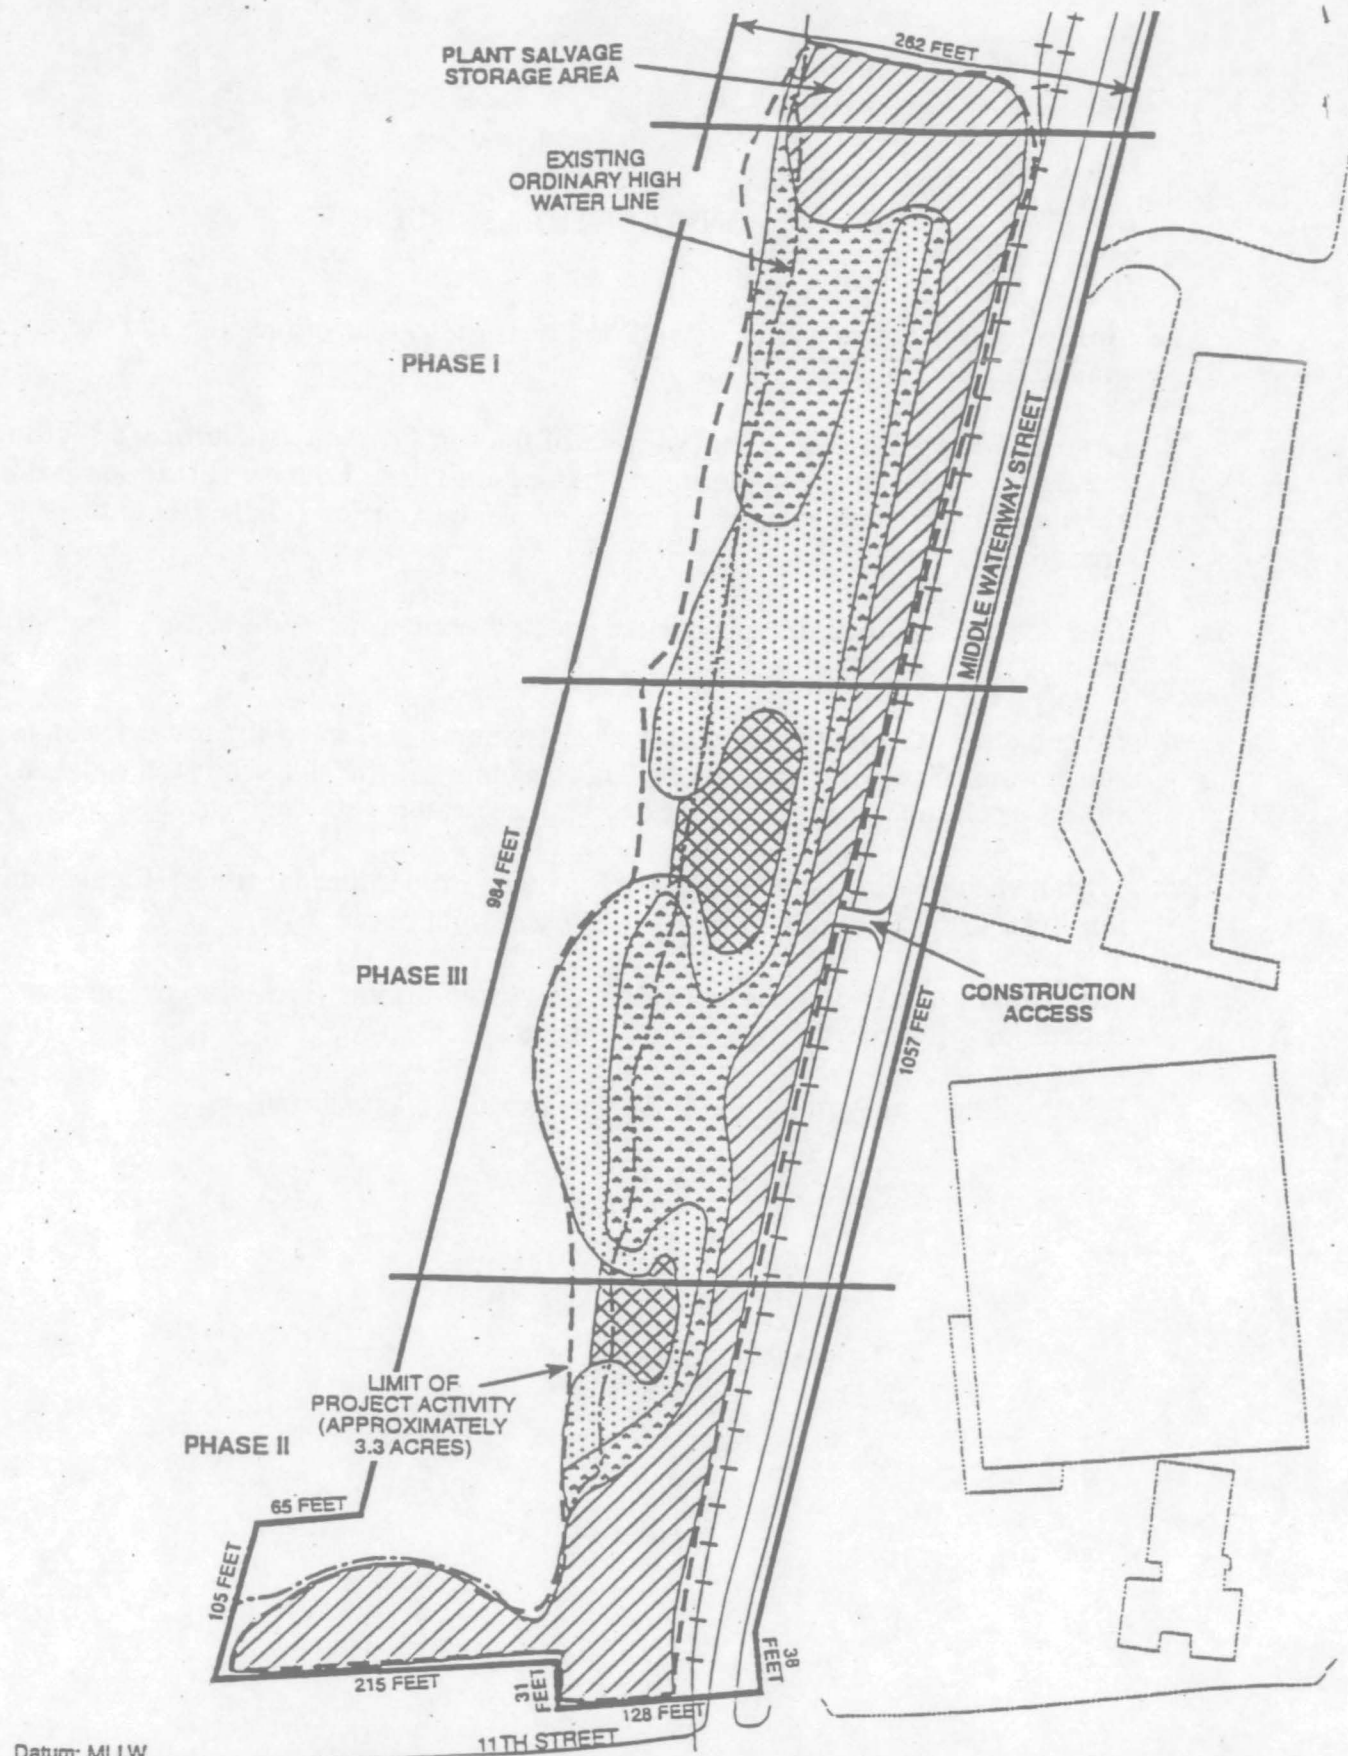 262 FEET
PLANT SALVAGE
STORAGE AREA
EXISTING
ORDINARY HIGH
WATER LINE
PHASE I
MIDDLE WATERWAY STREET
984 FEET
PHASE III
CONSTRUCTION
ACCESS
1057 FEET
LIMIT OF
PROJECT ACTIVITY
(APPROXIMATELY
3.3 ACRES)
PHASE II
65 FEET
105 FEET
38
FEET
215 FEET
31
FEET
128 FEET
11TH STREET
Datum: MLLW